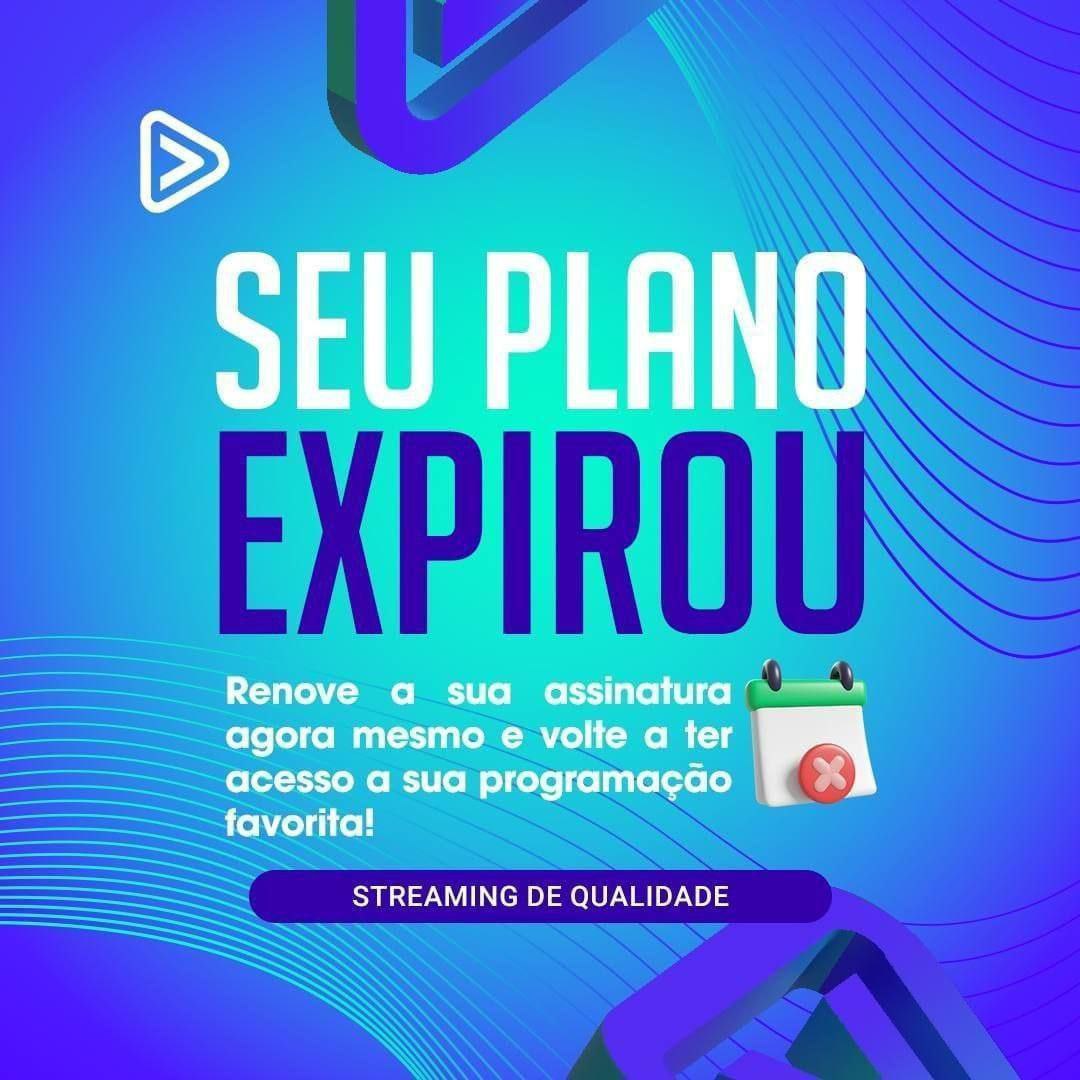 SEU PLANO
EXPIROU
Renove a sua assinatura
agora mesmo e volte a ter
acesso a sua programação
favorita!
STREAMING DE QUALIDADE